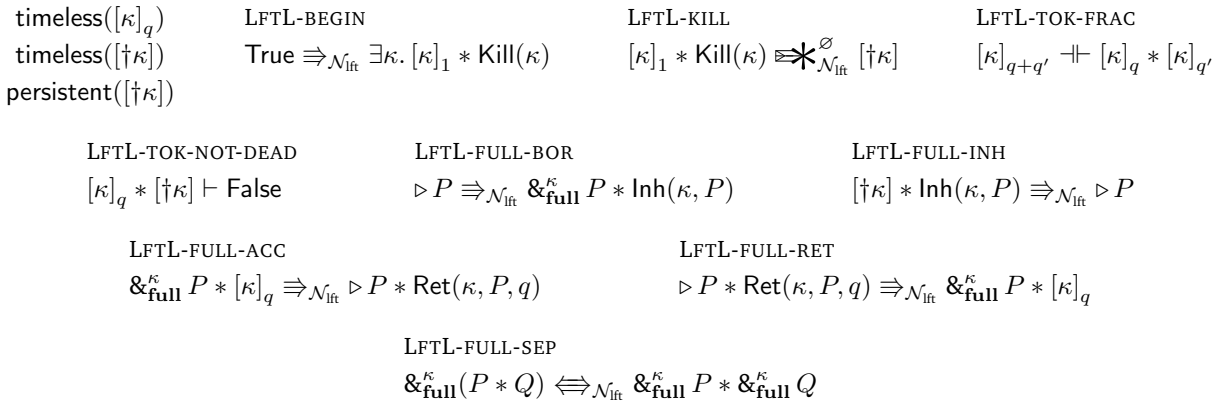 timeless([κ]_q) LFTL-BEGIN LFTL-KILL LFTL-TOK-FRAC
timeless([†κ]) True ⇛_{𝒩_lft} ∃κ. [κ]_1 ∗ Kill(κ) [κ]_1 ∗ Kill(κ) ≡−∗^∅_{𝒩_lft} [†κ] [κ]_{q+q′} ⊣⊢ [κ]_q ∗ [κ]_{q′}
persistent([†κ])
LFTL-TOK-NOT-DEAD LFTL-FULL-BOR LFTL-FULL-INH
[κ]_q ∗ [†κ] ⊢ False ▷ P ⇛_{𝒩_lft} &^κ_full P ∗ Inh(κ, P) [†κ] ∗ Inh(κ, P) ⇛_{𝒩_lft} ▷ P
LFTL-FULL-ACC LFTL-FULL-RET
&^κ_full P ∗ [κ]_q ⇛_{𝒩_lft} ▷ P ∗ Ret(κ, P, q) ▷ P ∗ Ret(κ, P, q) ⇛_{𝒩_lft} &^κ_full P ∗ [κ]_q
LFTL-FULL-SEP
&^κ_full(P ∗ Q) ⇚⇛_{𝒩_lft} &^κ_full P ∗ &^κ_full Q